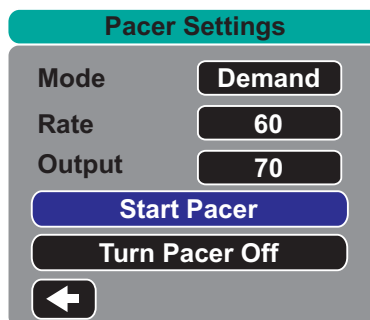 Pacer Settings
Mode Demand
Rate 60
Output 70
Start Pacer
Turn Pacer Off